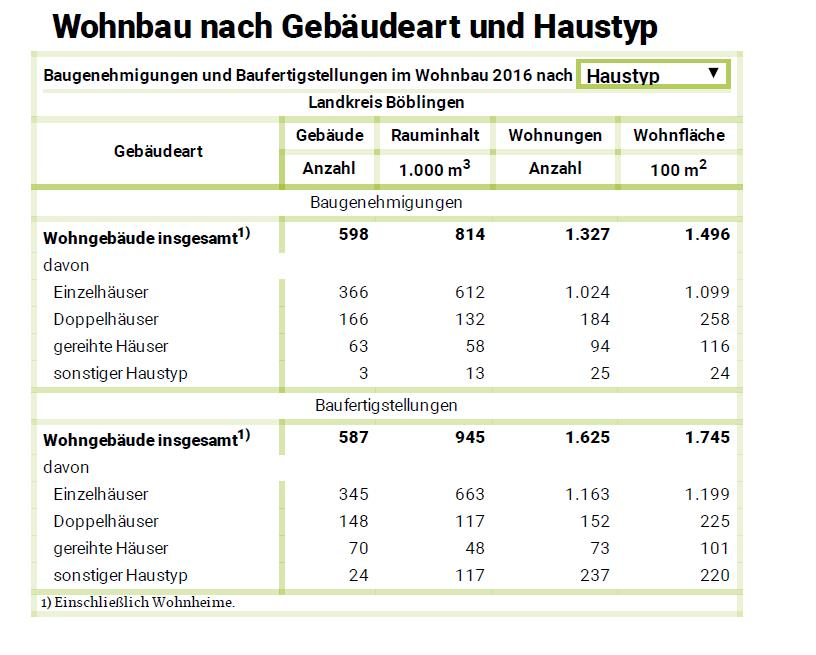 Wohnbau nach Gebäudeart und Haustyp
Baugenehmigungen und Baufertigstellungen im Wohnbau 2016 nach Haustyp ▼
Landkreis Böblingen
Gebäudeart Gebäude Rauminhalt Wohnungen Wohnfläche
Anzahl 1.000 m³ Anzahl 100 m²
Baugenehmigungen
Wohngebäude insgesamt1) 598 814 1.327 1.496
davon
Einzelhäuser 366 612 1.024 1.099
Doppelhäuser 166 132 184 258
gereihte Häuser 63 58 94 116
sonstiger Haustyp 3 13 25 24
Baufertigstellungen
Wohngebäude insgesamt1) 587 945 1.625 1.745
davon
Einzelhäuser 345 663 1.163 1.199
Doppelhäuser 148 117 152 225
gereihte Häuser 70 48 73 101
sonstiger Haustyp 24 117 237 220
1) Einschließlich Wohnheime.